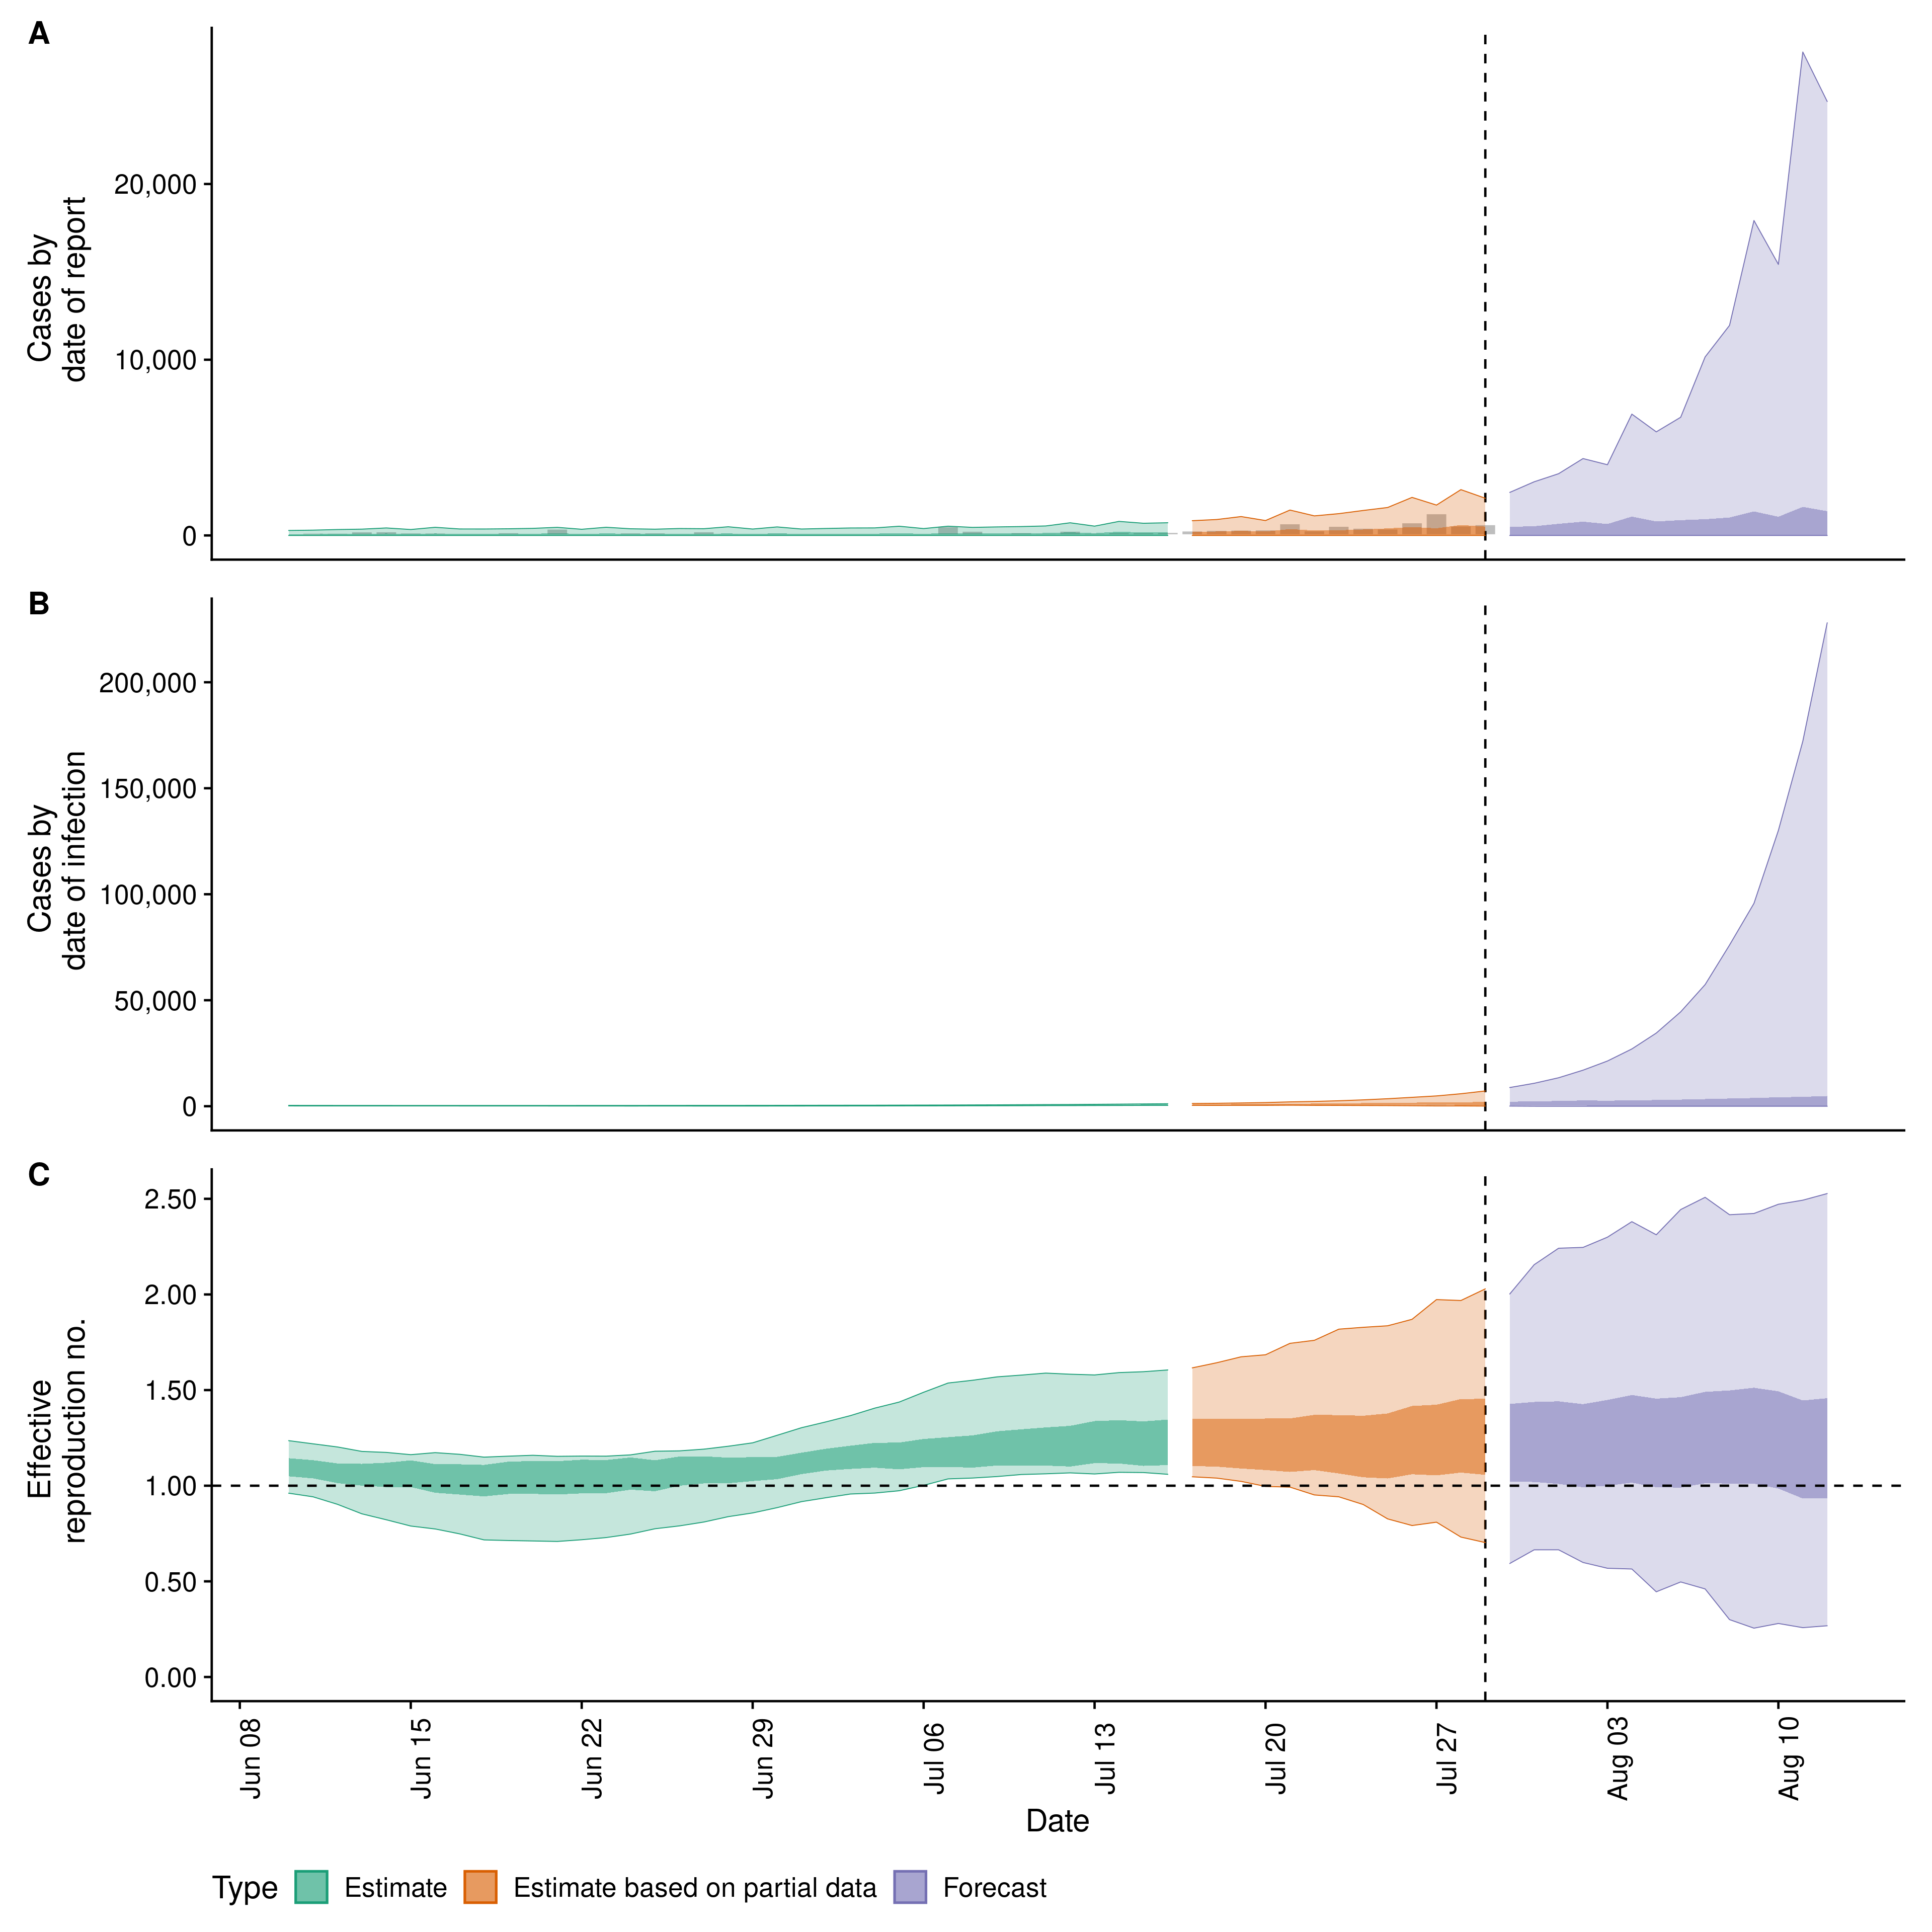 A
Cases by
date of report
20,000
10,000
0
B
Cases by
date of infection
200,000
150,000
100,000
50,000
0
C
Effective
reproduction no.
2.50
2.00
1.50
1.00
0.50
0.00
Jun 08
Jun 15
Jun 22
Jun 29
Jul 06
Jul 13
Jul 20
Jul 27
Aug 03
Aug 10
Date
Type
Estimate
Estimate based on partial data
Forecast